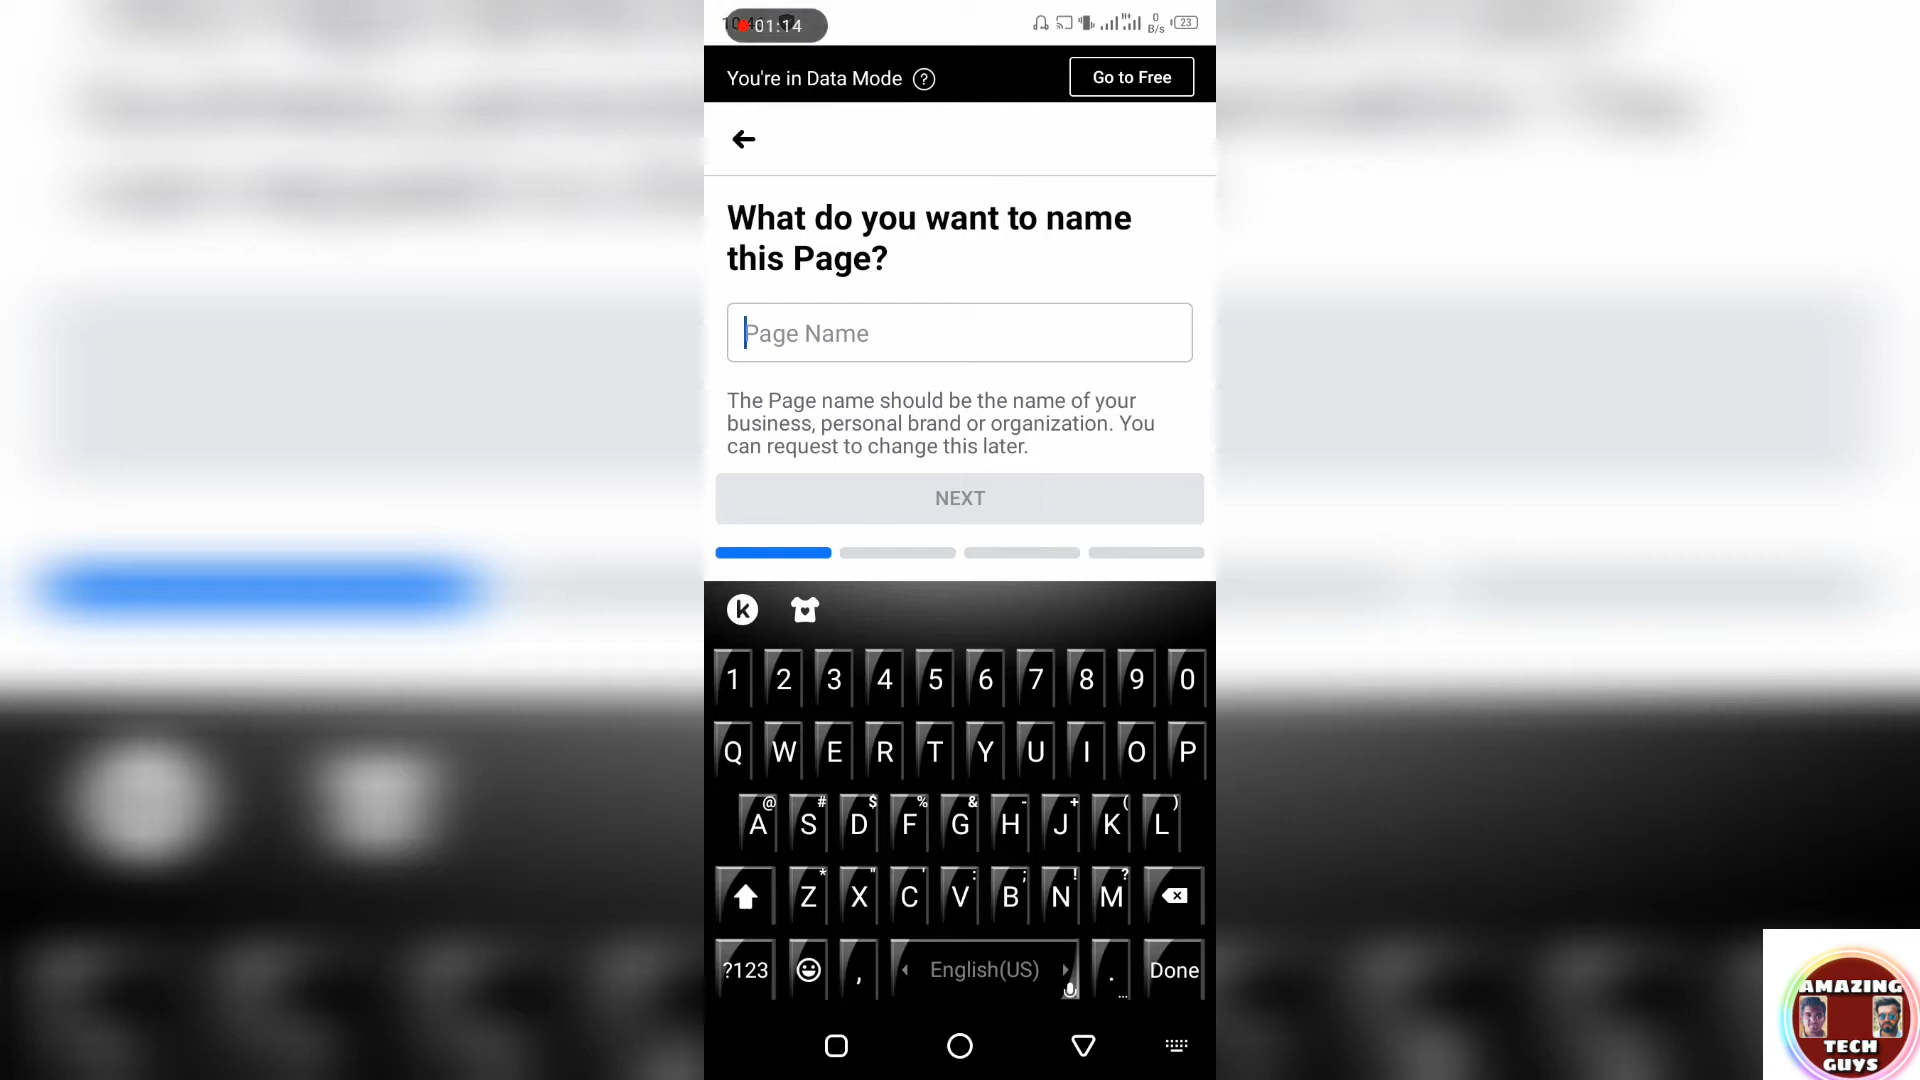 01:14
0
B/s
23
You're in Data Mode ?
Go to Free
What do you want to name
this Page?
Page Name
The Page name should be the name of your
business, personal brand or organization. You
can request to change this later.
NEXT
k
1 2 3 4 5 6 7 8 9 0
Q W E R T Y U I O P
@ # $ % & - + ( )
A S D F G H J K L
* " ' : ; ! ?
Z X C V B N M
?123 , English(US) . Done
AMAZING
TECH
GUYS